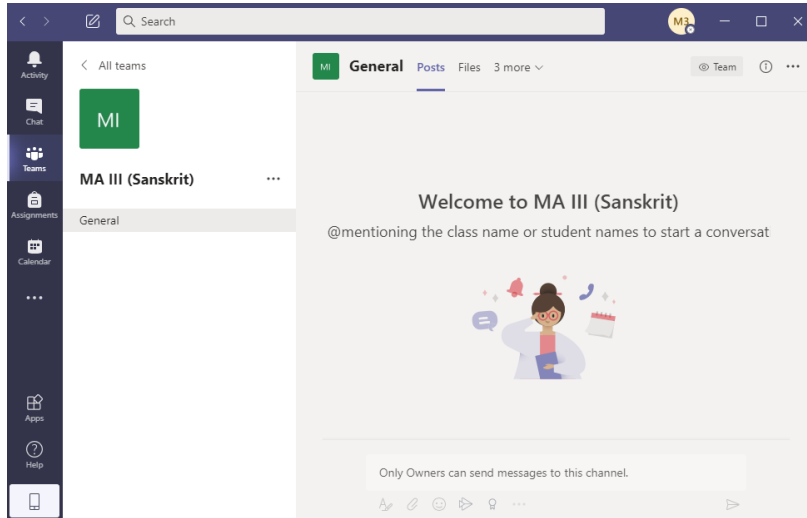 Search
M3
Activity
Chat
Teams
Assignments
Calendar
Apps
Help
All teams
MI
MA III (Sanskrit)
General
MI General Posts Files 3 more Team
Welcome to MA III (Sanskrit)
@mentioning the class name or student names to start a conversat
Only Owners can send messages to this channel.